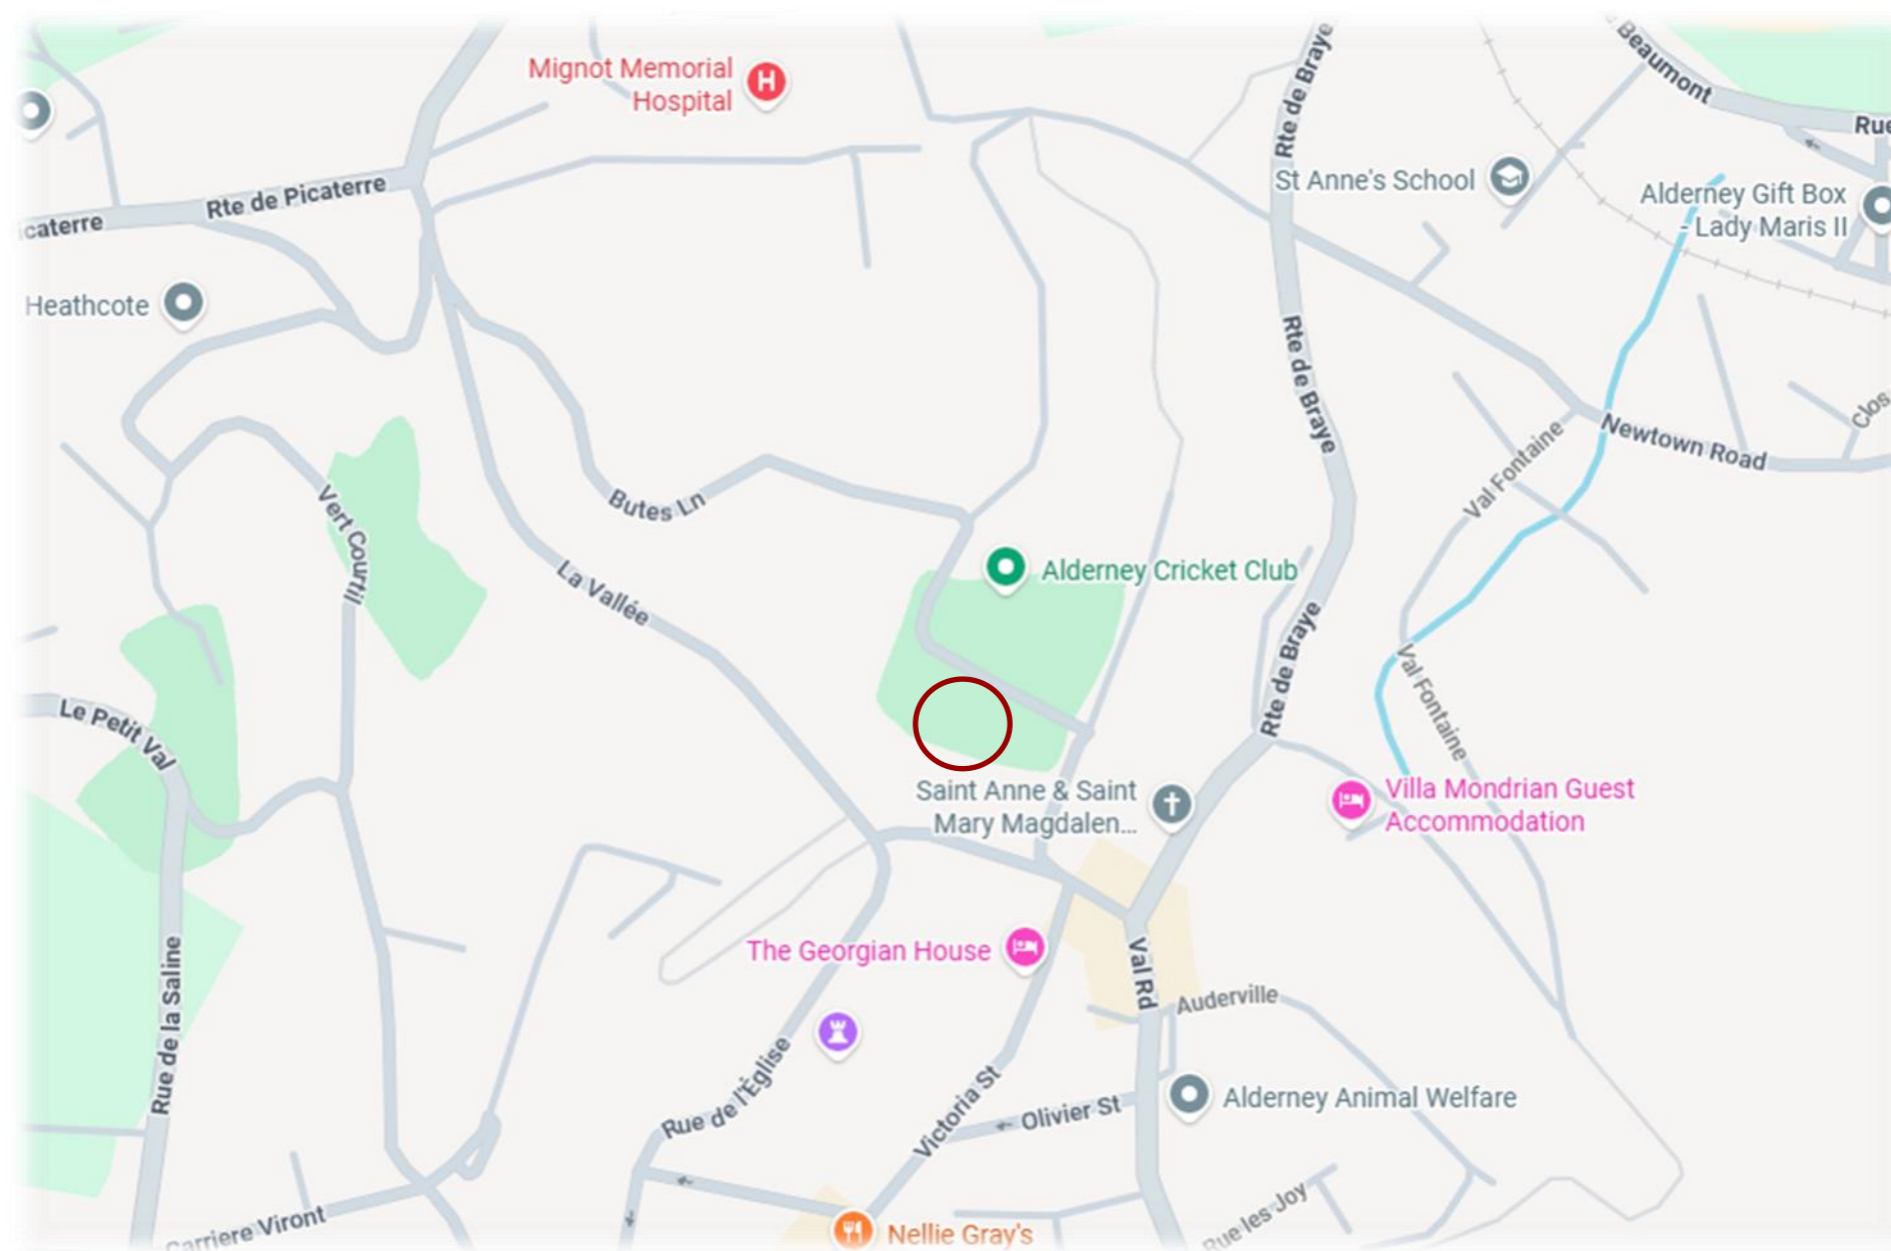 Mignot Memorial
Hospital
H
Rte de Braye
Beaumont
Rue
St Anne's School
Alderney Gift Box
- Lady Maris II
Rte de Picaterre
icaterre
Heathcote
Rte de Braye
Newtown Road
Clos
Val Fontaine
Butes Ln
Vert Courtil
La Vallée
Alderney Cricket Club
Rte de Braye
Val Fontaine
Le Petit Val
Saint Anne & Saint
Mary Magdalen...
Villa Mondrian Guest
Accommodation
The Georgian House
Val Rd
Auderville
Rue de la Saline
Rue de l'Église
Victoria St
Olivier St
Alderney Animal Welfare
Carriere Viront
Rue les Joy
Nellie Gray's